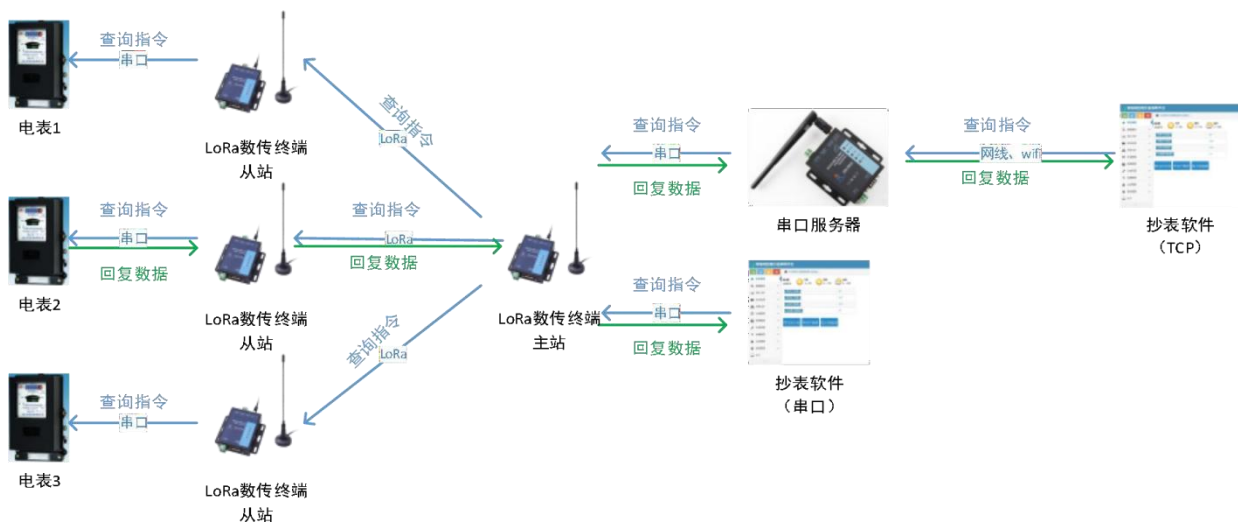 查询指令
串口
电表1
LoRa数传终端
从站
查询指令
LoRa
查询指令
串口
回复数据
电表2
查询指令
LoRa
回复数据
LoRa数传终端
从站
查询指令
LoRa
查询指令
串口
电表3
LoRa数传终端
从站
LoRa数传终端
主站
查询指令
串口
回复数据
串口服务器
查询指令
网线、wifi
回复数据
抄表软件
（TCP）
查询指令
串口
回复数据
抄表软件
（串口）